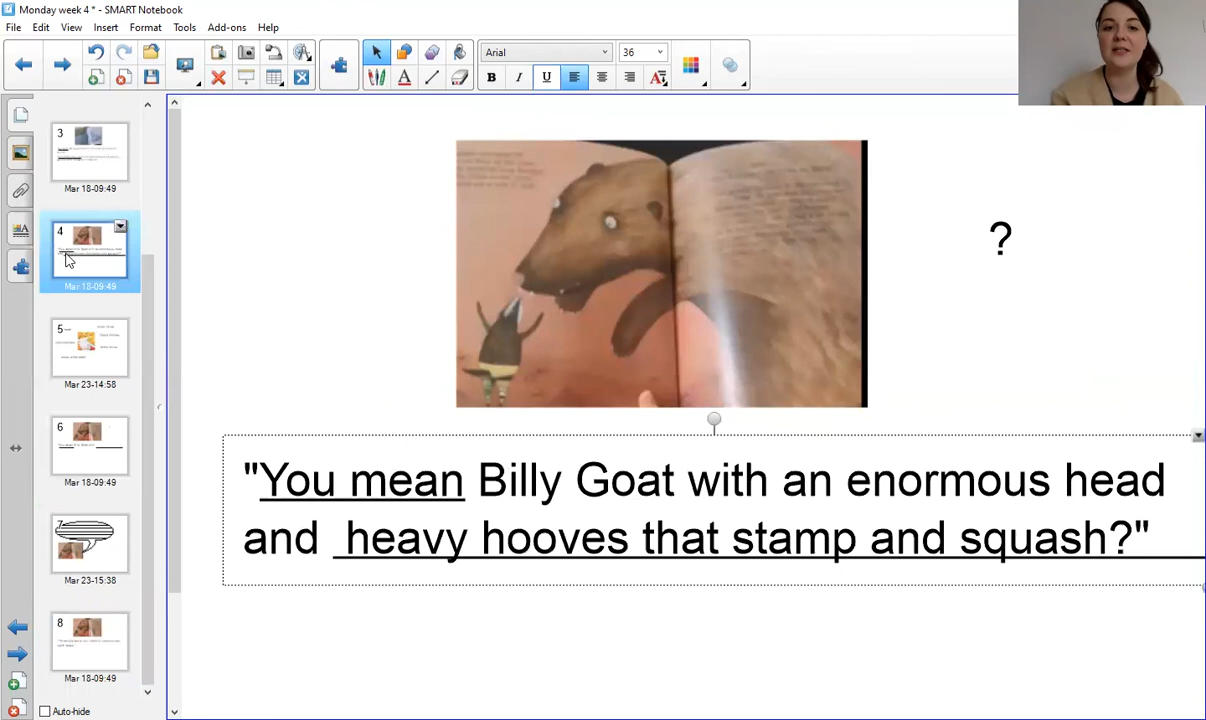 Monday week 4 * - SMART Notebook
File Edit View Insert Format Tools Add-ons Help
Arial 36
B I U
3
Mar 18-09:49
4
Mar 18-09:49
5
Mar 23-14:58
6
Mar 18-09:49
7
Mar 23-15:38
8
Mar 18-09:49
Auto-hide
?
"You mean Billy Goat with an enormous head
and heavy hooves that stamp and squash?"